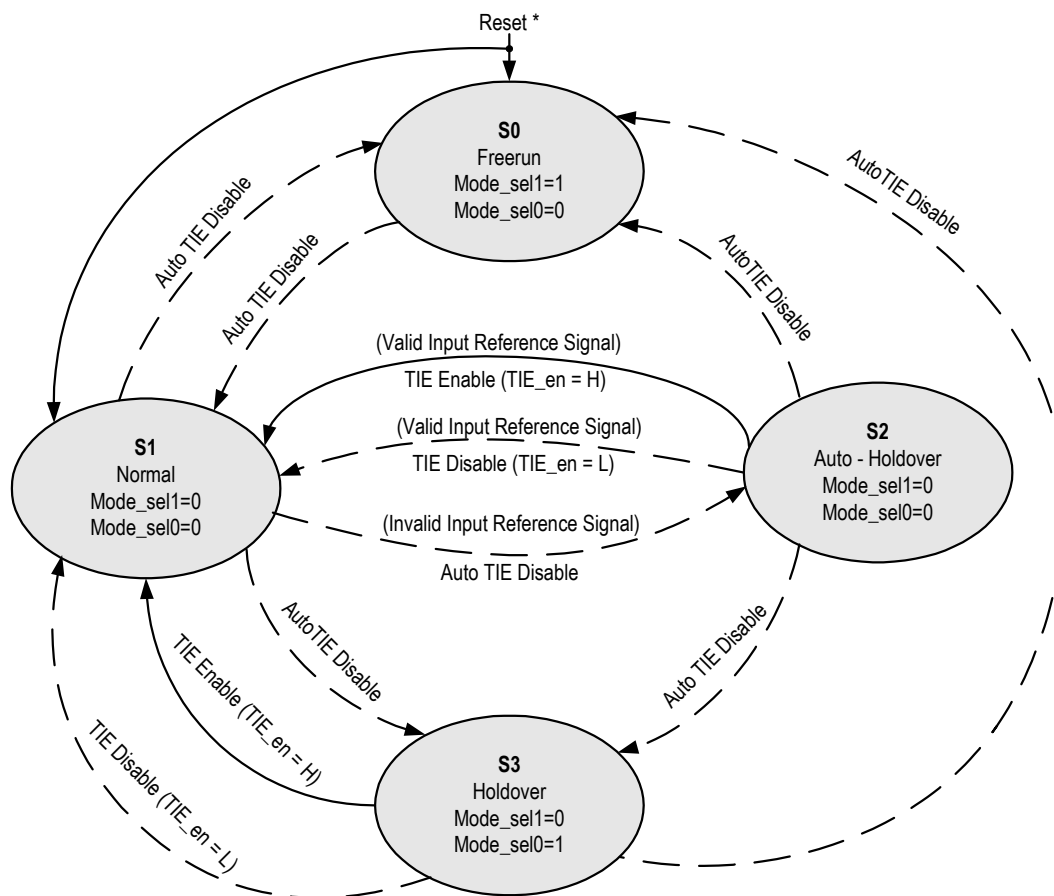 Reset *
S0
Freerun
Mode_sel1=1
Mode_sel0=0
Auto TIE Disable
Auto TIE Disable
AutoTIE Disable
AutoTIE Disable
(Valid Input Reference Signal)
TIE Enable (TIE_en = H)
(Valid Input Reference Signal)
TIE Disable (TIE_en = L)
(Invalid Input Reference Signal)
Auto TIE Disable
S1
Normal
Mode_sel1=0
Mode_sel0=0
S2
Auto - Holdover
Mode_sel1=0
Mode_sel0=0
AutoTIE Disable
Auto TIE Disable
TIE Enable (TIE_en = H)
TIE Disable (TIE_en = L)
S3
Holdover
Mode_sel1=0
Mode_sel0=1